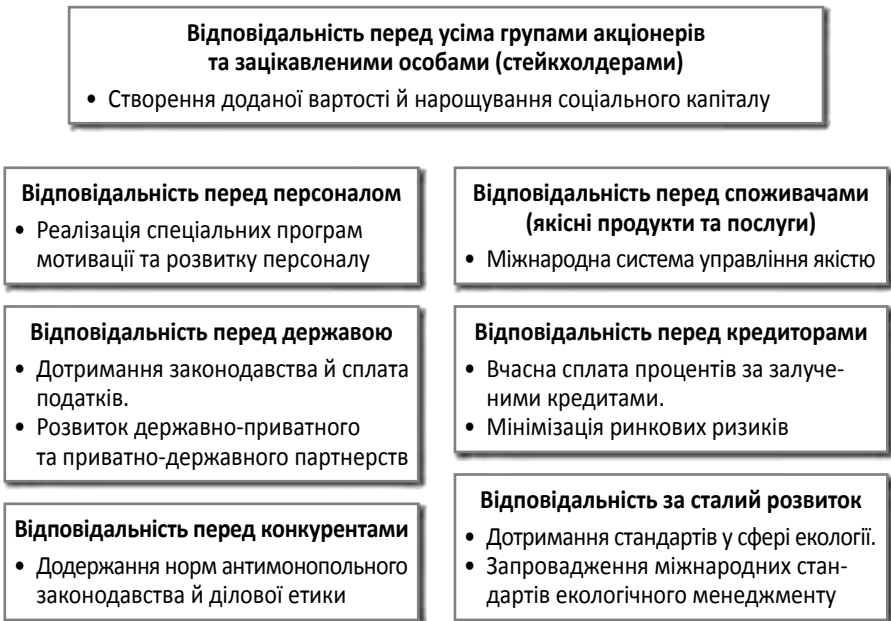 Відповідальність перед усіма групами акціонерів
та зацікавленими особами (стейкхолдерами)
• Створення доданої вартості й нарощування соціального капіталу
Відповідальність перед персоналом
• Реалізація спеціальних програм
мотивації та розвитку персоналу
Відповідальність перед споживачами
(якісні продукти та послуги)
• Міжнародна система управління якістю
Відповідальність перед державою
• Дотримання законодавства й сплата
податків.
• Розвиток державно-приватного
та приватно-державного партнерств
Відповідальність перед кредиторами
• Вчасна сплата процентів за залуче-
ними кредитами.
• Мінімізація ринкових ризиків
Відповідальність перед конкурентами
• Додержання норм антимонопольного
законодавства й ділової етики
Відповідальність за сталий розвиток
• Дотримання стандартів у сфері екології.
• Запровадження міжнародних стан-
дартів екологічного менеджменту